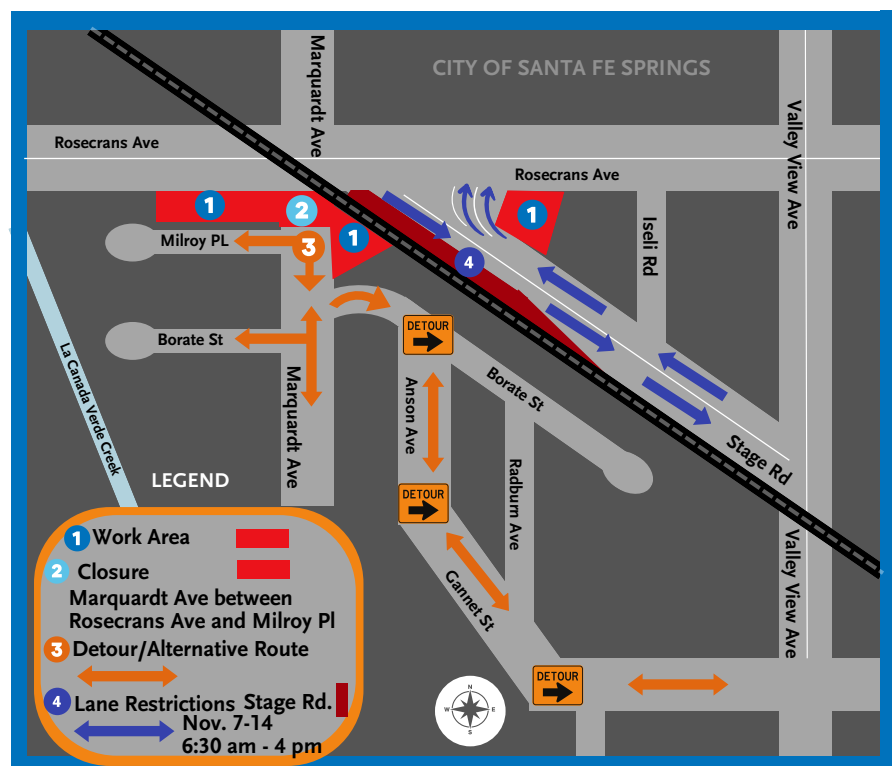 CITY OF SANTA FE SPRINGS
Marquardt Ave
Valley View Ave
Rosecrans Ave
Rosecrans Ave
1
2
1
1
Iseli Rd
Milroy PL
3
4
DETOUR
Borate St
La Canada Verde Creek
Marquardt Ave
Anson Ave
Borate St
Stage Rd
Radburn Ave
DETOUR
Valley View Ave
Gannet St
DETOUR
N
W E
S
LEGEND
1 Work Area
2 Closure
Marquardt Ave between
Rosecrans Ave and Milroy Pl
3 Detour/Alternative Route
4 Lane Restrictions Stage Rd.
Nov. 7-14
6:30 am - 4 pm